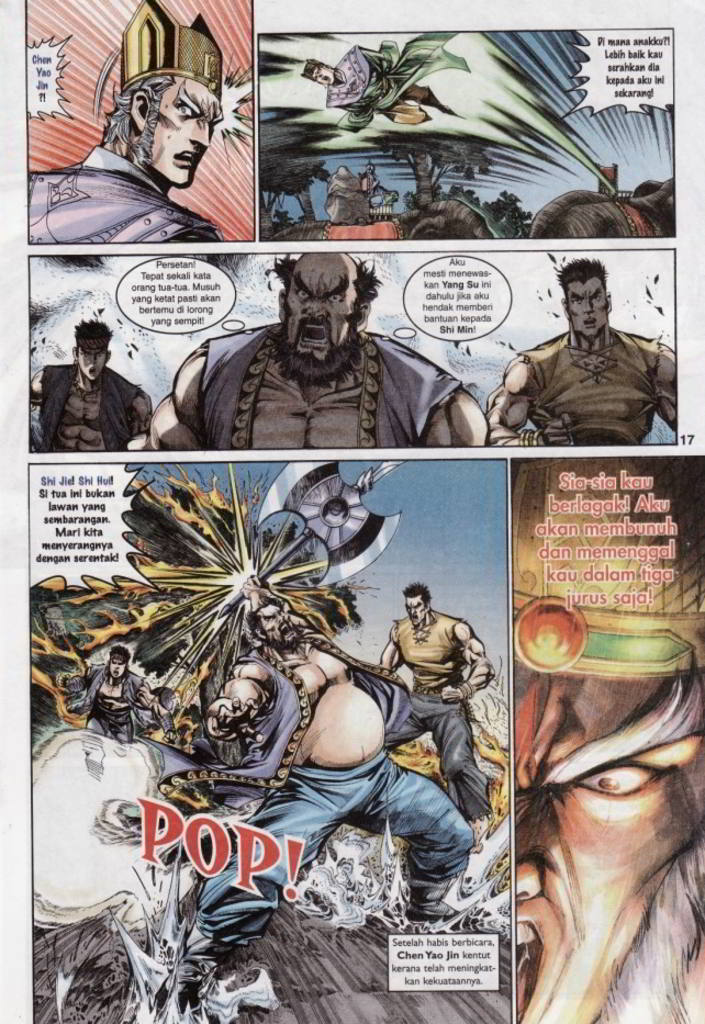 Chen
Yao
Jin
?!
Di mana anakku?!
Lebih baik kau
serahkan dia
kepada aku ini
sekarang!
Persetan!
Tepat sekali kata
orang tua-tua. Musuh
yang ketat pasti akan
bertemu di lorong
yang sempit!
Aku
mesti menewas-
kan Yang Su ini
dahulu jika aku
hendak memberi
bantuan kepada
Shi Min!
17
Shi Jie! Shi Hui!
Si tua ini bukan
lawan yang
sembarangan.
Mari kita
menyerangnya
dengan serentak!
POP!
Setelah habis berbicara,
Chen Yao Jin kentut
kerana telah meningkat-
kan kekuataannya.
Sia-sia kau
berlagak! Aku
akan membunuh
dan memenggal
kau dalam tiga
jurus saja!